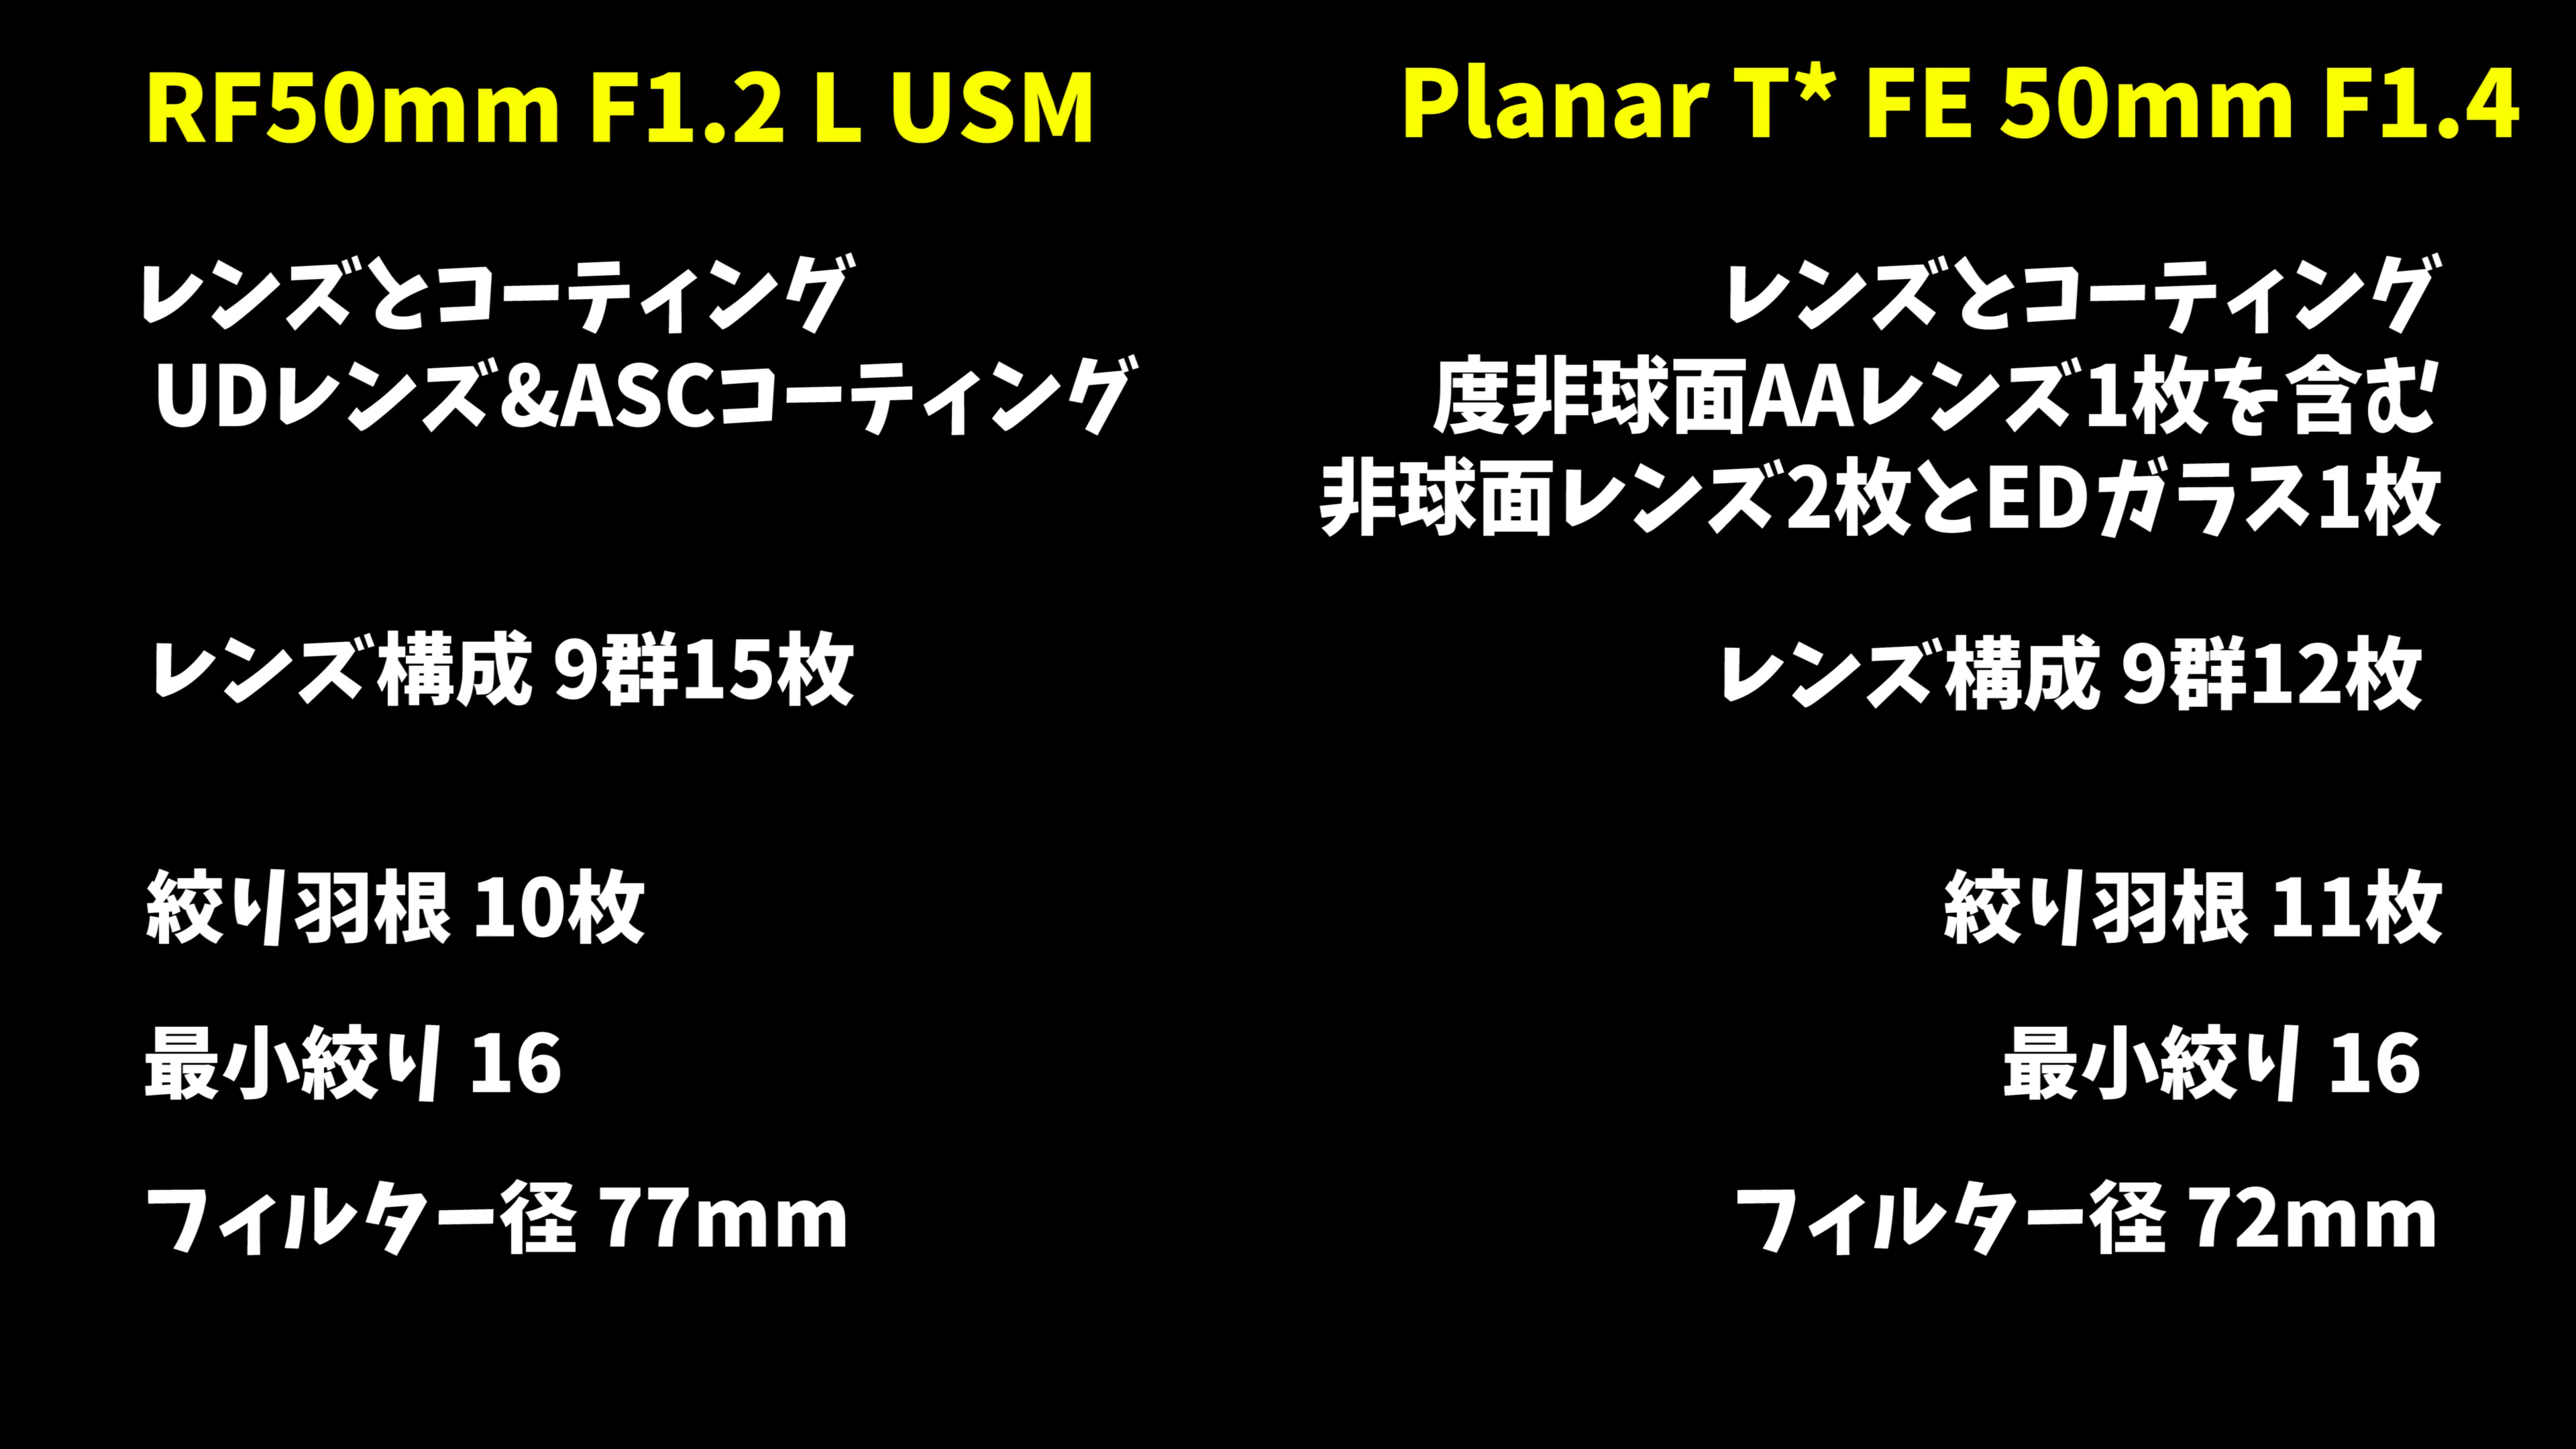 RF50mm F1.2 L USM
レンズとコーティング
UDレンズ&ASCコーティング
レンズ構成 9群15枚
絞り羽根 10枚
最小絞り 16
フィルター径 77mm
Planar T* FE 50mm F1.4
レンズとコーティング
度非球面AAレンズ1枚を含む
非球面レンズ2枚とEDガラス1枚
レンズ構成 9群12枚
絞り羽根 11枚
最小絞り 16
フィルター径 72mm